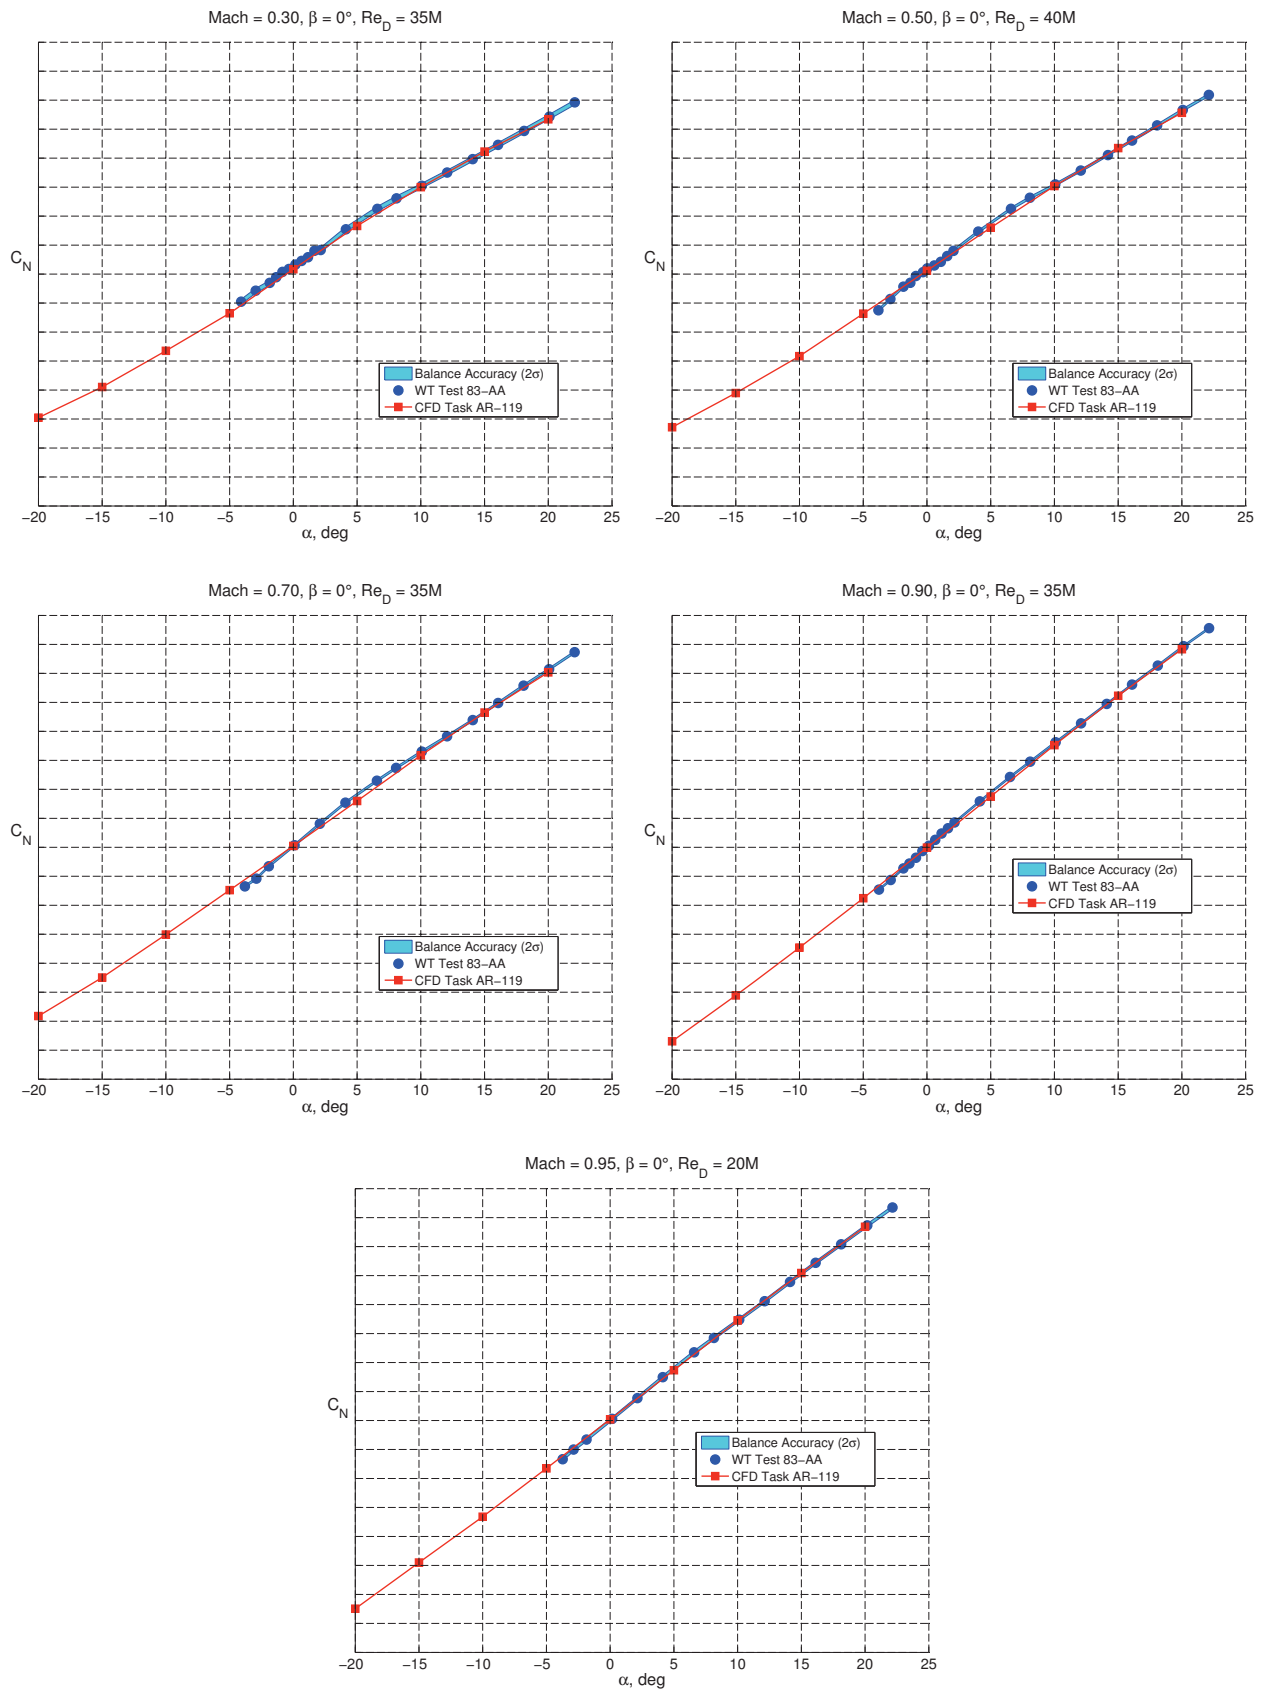 Mach = 0.30, β = 0°, Re_D = 35M
C_N
Balance Accuracy (2σ)
WT Test 83−AA
CFD Task AR−119
−20 −15 −10 −5 0 5 10 15 20 25
α, deg
Mach = 0.50, β = 0°, Re_D = 40M
C_N
Balance Accuracy (2σ)
WT Test 83−AA
CFD Task AR−119
−20 −15 −10 −5 0 5 10 15 20 25
α, deg
Mach = 0.70, β = 0°, Re_D = 35M
C_N
Balance Accuracy (2σ)
WT Test 83−AA
CFD Task AR−119
−20 −15 −10 −5 0 5 10 15 20 25
α, deg
Mach = 0.90, β = 0°, Re_D = 35M
C_N
Balance Accuracy (2σ)
WT Test 83−AA
CFD Task AR−119
−20 −15 −10 −5 0 5 10 15 20 25
α, deg
Mach = 0.95, β = 0°, Re_D = 20M
C_N
Balance Accuracy (2σ)
WT Test 83−AA
CFD Task AR−119
−20 −15 −10 −5 0 5 10 15 20 25
α, deg